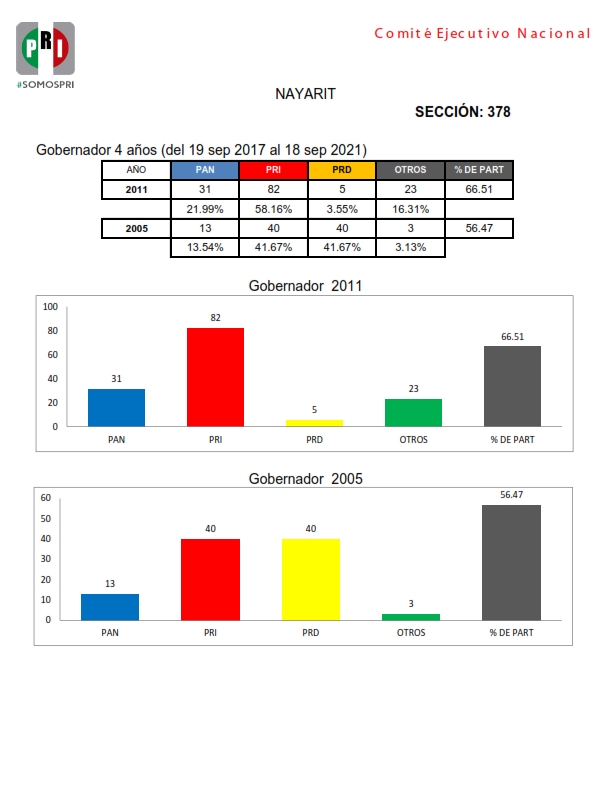 PRI
#SOMOSPRI
Comité Ejecutivo Nacional
NAYARIT
SECCIÓN: 378
Gobernador 4 años (del 19 sep 2017 al 18 sep 2021)
AÑO PAN PRI PRD OTROS % DE PART
2011 31 82 5 23 66.51
21.99% 58.16% 3.55% 16.31%
2005 13 40 40 3 56.47
13.54% 41.67% 41.67% 3.13%
Gobernador 2011
100
80
60
40
20
0
31
82
5
23
66.51
PAN PRI PRD OTROS % DE PART
Gobernador 2005
60
50
40
30
20
10
0
13
40
40
3
56.47
PAN PRI PRD OTROS % DE PART